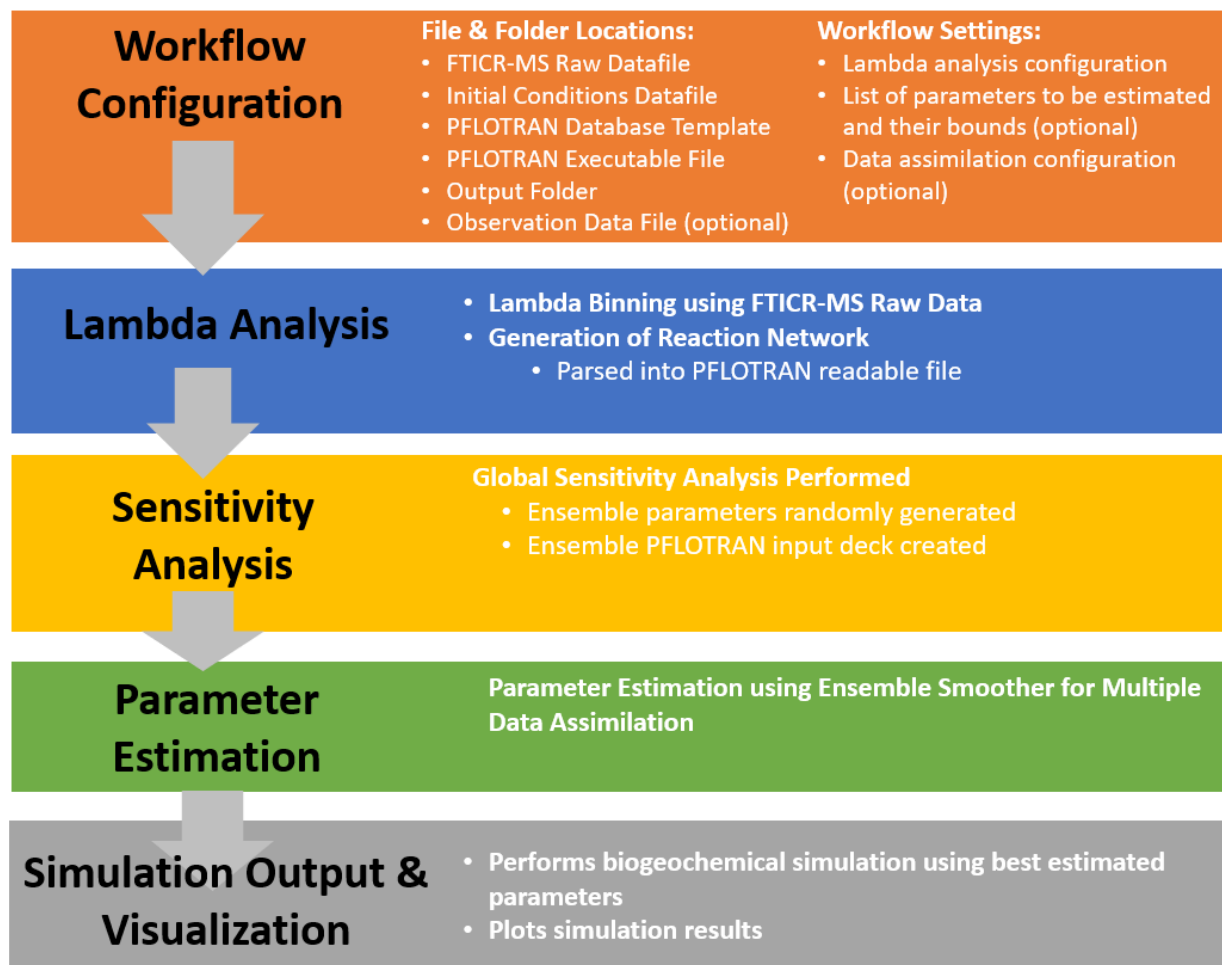 Workflow
Configuration
File & Folder Locations:
• FTICR-MS Raw Datafile
• Initial Conditions Datafile
• PFLOTRAN Database Template
• PFLOTRAN Executable File
• Output Folder
• Observation Data File (optional)
Workflow Settings:
• Lambda analysis configuration
• List of parameters to be estimated
and their bounds (optional)
• Data assimilation configuration
(optional)
Lambda Analysis
• Lambda Binning using FTICR-MS Raw Data
• Generation of Reaction Network
• Parsed into PFLOTRAN readable file
Sensitivity
Analysis
Global Sensitivity Analysis Performed
• Ensemble parameters randomly generated
• Ensemble PFLOTRAN input deck created
Parameter
Estimation
Parameter Estimation using Ensemble Smoother for Multiple
Data Assimilation
Simulation Output &
Visualization
• Performs biogeochemical simulation using best estimated
parameters
• Plots simulation results